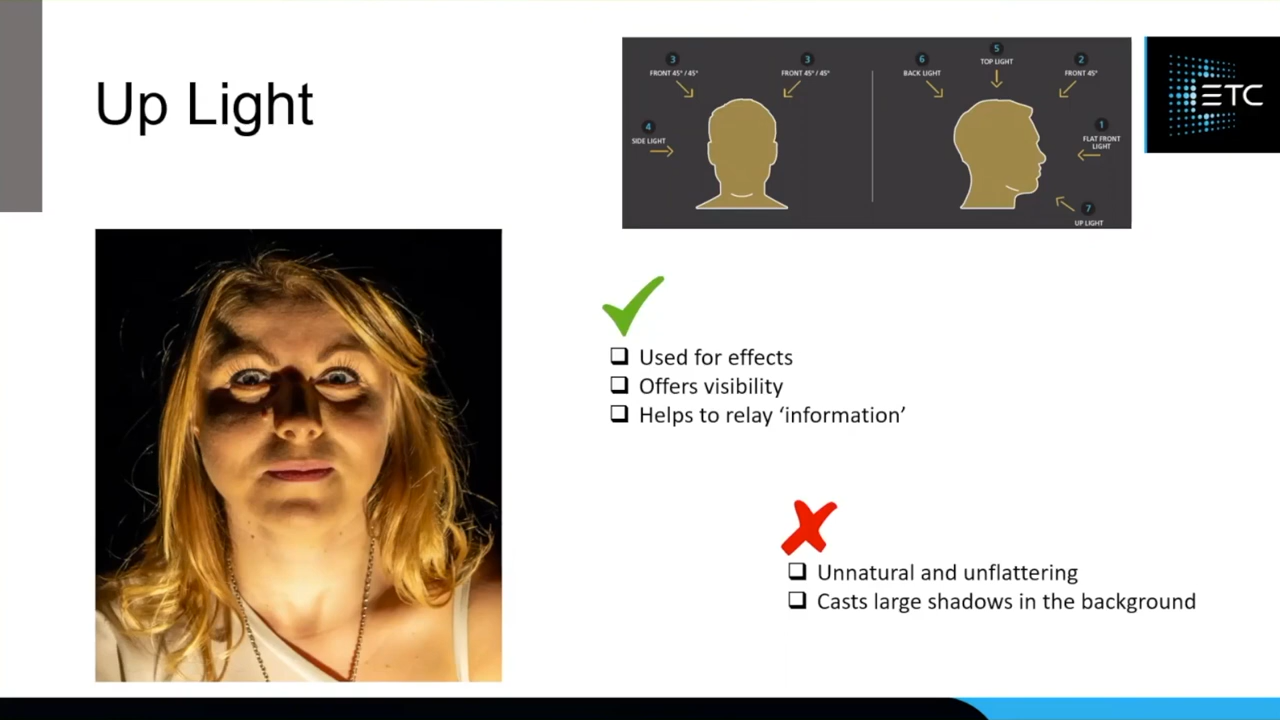 Up Light
3
FRONT 45° / 45°
3
FRONT 45° / 45°
4
SIDE LIGHT
6
BACK LIGHT
5
TOP LIGHT
2
FRONT 45°
1
FLAT FRONT
LIGHT
7
UP LIGHT
ETC
Used for effects
Offers visibility
Helps to relay ‘information’
Unnatural and unflattering
Casts large shadows in the background